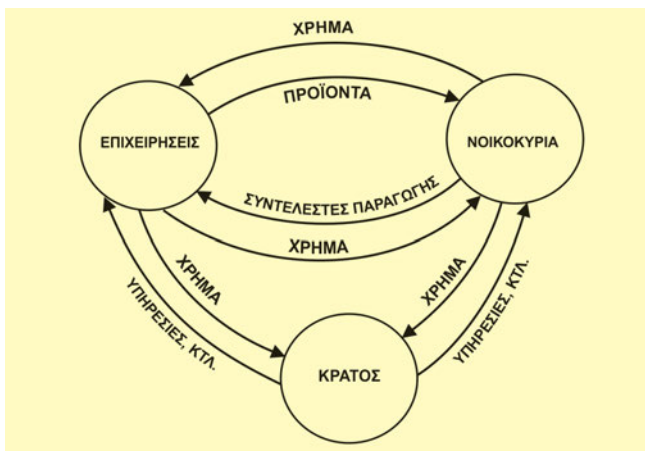 ΧΡΗΜΑ
ΠΡΟΪΟΝΤΑ
ΕΠΙΧΕΙΡΗΣΕΙΣ
ΝΟΙΚΟΚΥΡΙΑ
ΣΥΝΤΕΛΕΣΤΕΣ ΠΑΡΑΓΩΓΗΣ
ΧΡΗΜΑ
ΧΡΗΜΑ
ΧΡΗΜΑ
ΥΠΗΡΕΣΙΕΣ, ΚΤΛ.
ΥΠΗΡΕΣΙΕΣ, ΚΤΛ.
ΚΡΑΤΟΣ